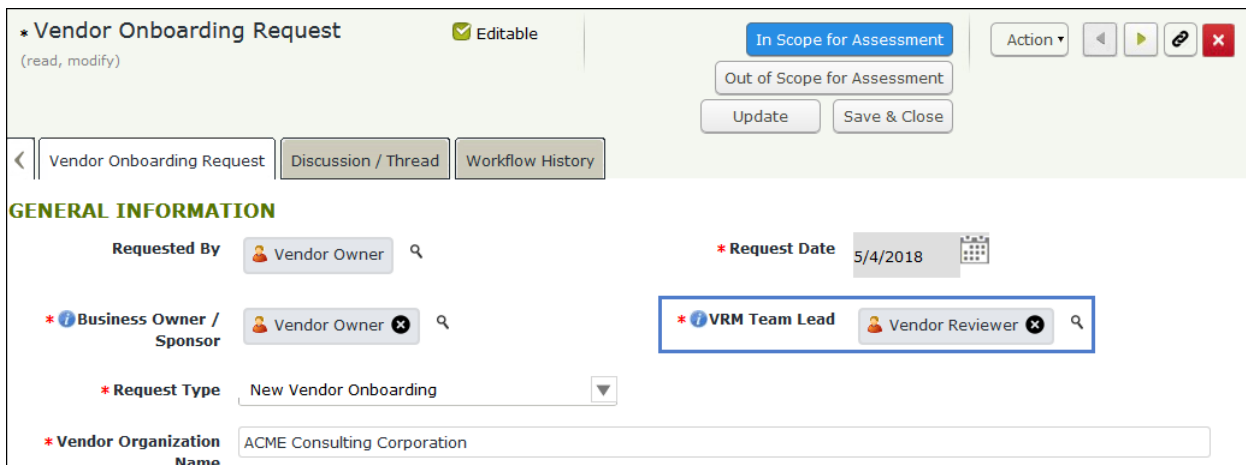 * Vendor Onboarding Request
Editable
In Scope for Assessment
Action
(read, modify)
Out of Scope for Assessment
Update
Save & Close
Vendor Onboarding Request
Discussion / Thread
Workflow History
GENERAL INFORMATION
Requested By
Vendor Owner
* Request Date
5/4/2018
* Business Owner /
Sponsor
Vendor Owner
* VRM Team Lead
Vendor Reviewer
* Request Type
New Vendor Onboarding
* Vendor Organization
Name
ACME Consulting Corporation